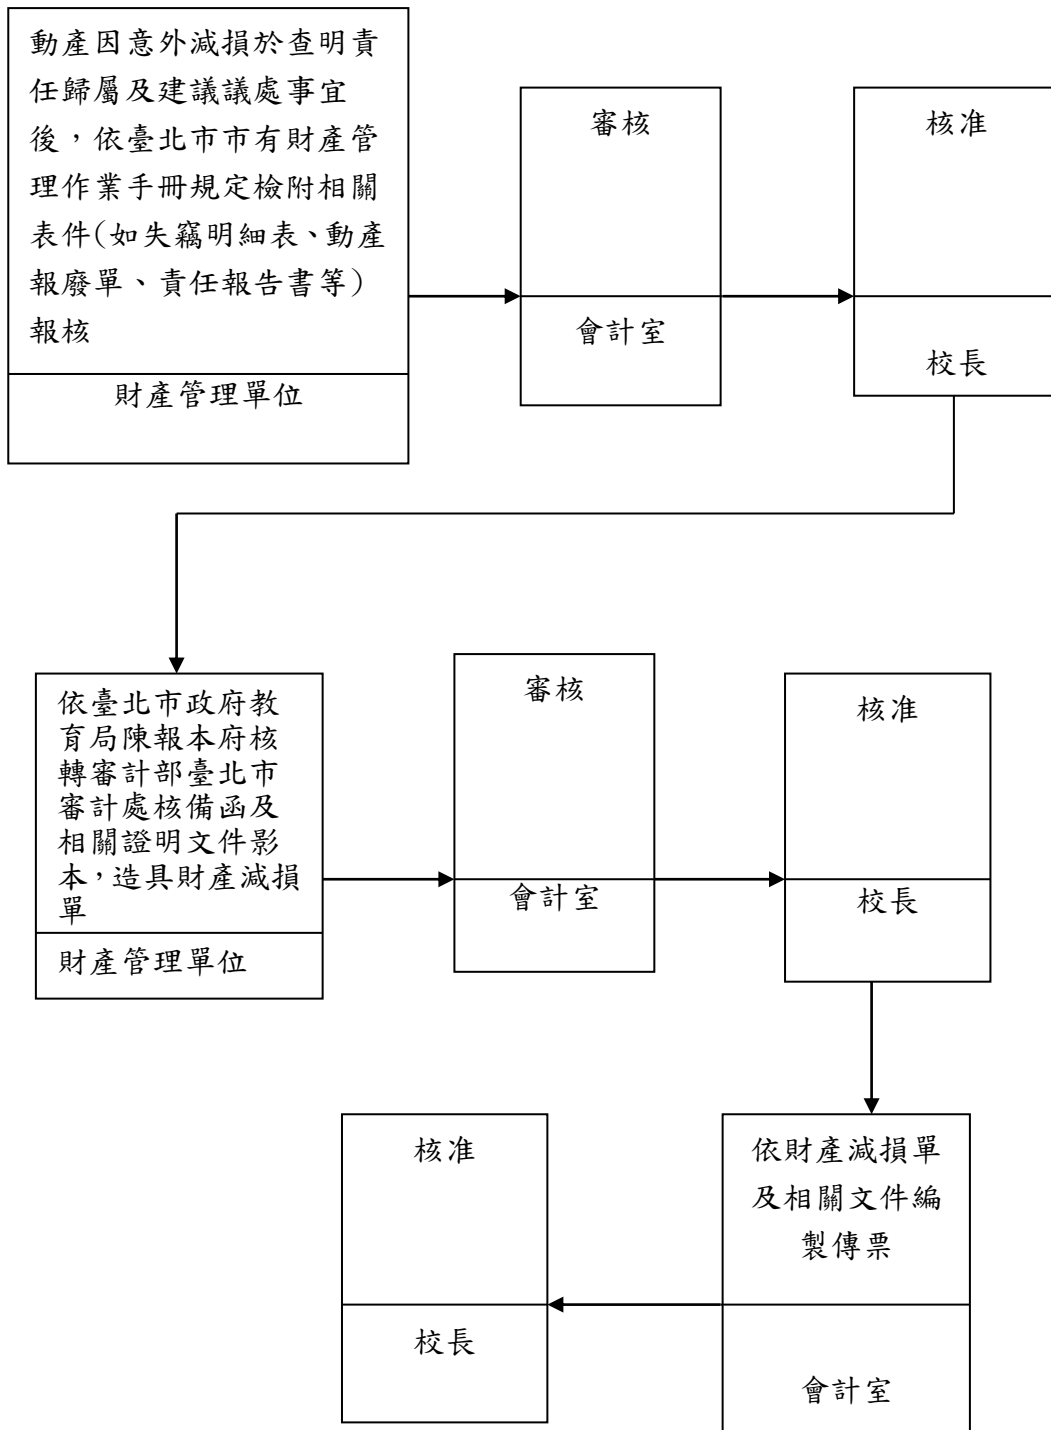 動產因意外減損於查明責
任歸屬及建議議處事宜
後，依臺北市市有財產管
理作業手冊規定檢附相關
表件(如失竊明細表、動產
報廢單、責任報告書等)
報核
財產管理單位
審核
會計室
核准
校長
依臺北市政府教
育局陳報本府核
轉審計部臺北市
審計處核備函及
相關證明文件影
本，造具財產減損
單
財產管理單位
審核
會計室
核准
校長
依財產減損單
及相關文件編
製傳票
會計室
核准
校長